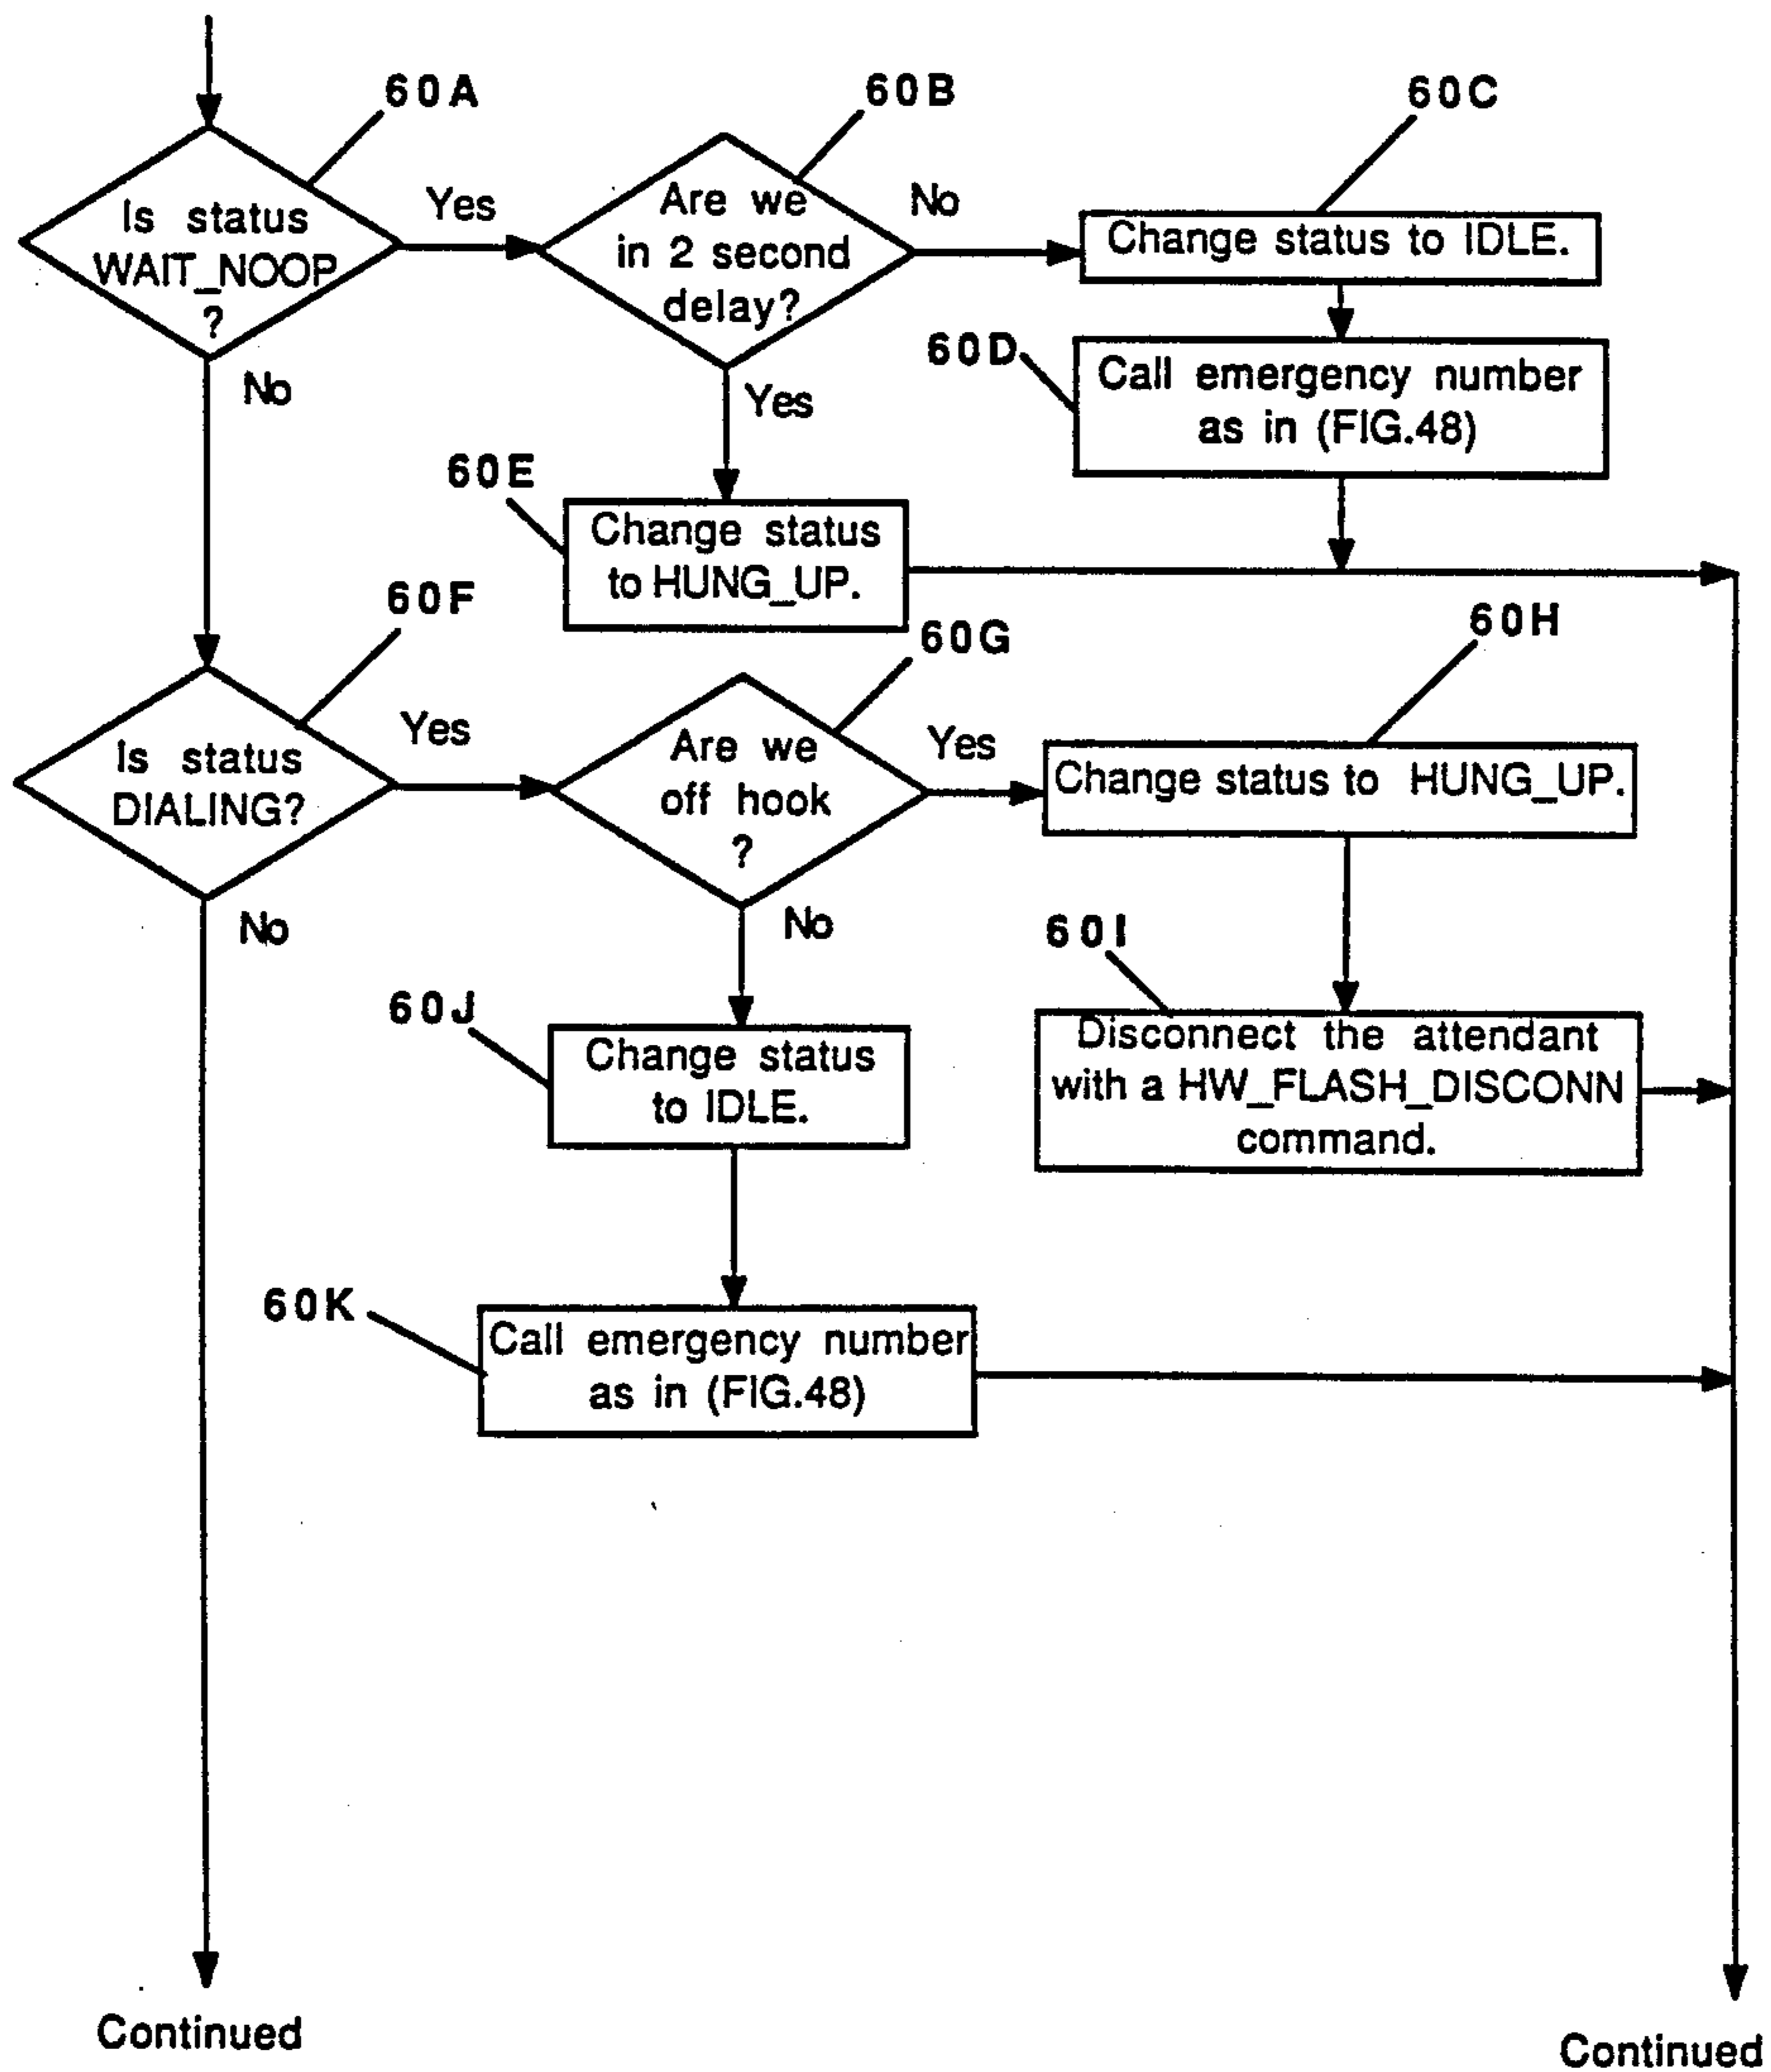 60A
60B
60C
Is status
WAIT_NOOP
?
Yes
Are we
in 2 second
delay?
No
Change status to IDLE.
60D
Call emergency number
as in (FIG.48)
No
Yes
60E
Change status
to HUNG_UP.
60F
60G
60H
Is status
DIALING?
Yes
Are we
off hook
?
Yes
Change status to HUNG_UP.
No
No
60I
Disconnect the attendant
with a HW_FLASH_DISCONN
command.
60J
Change status
to IDLE.
60K
Call emergency number
as in (FIG.48)
Continued
Continued